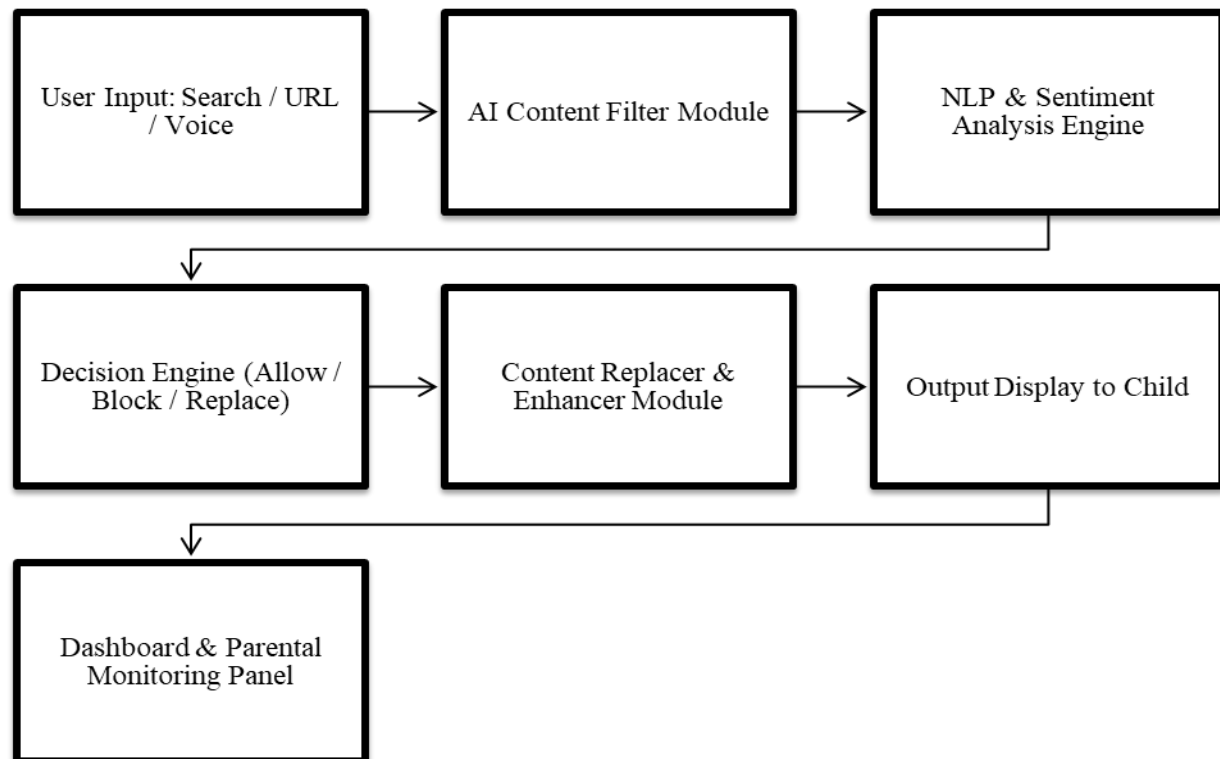 User Input: Search / URL
/ Voice
AI Content Filter Module
NLP & Sentiment
Analysis Engine
Decision Engine (Allow /
Block / Replace)
Content Replacer &
Enhancer Module
Output Display to Child
Dashboard & Parental
Monitoring Panel